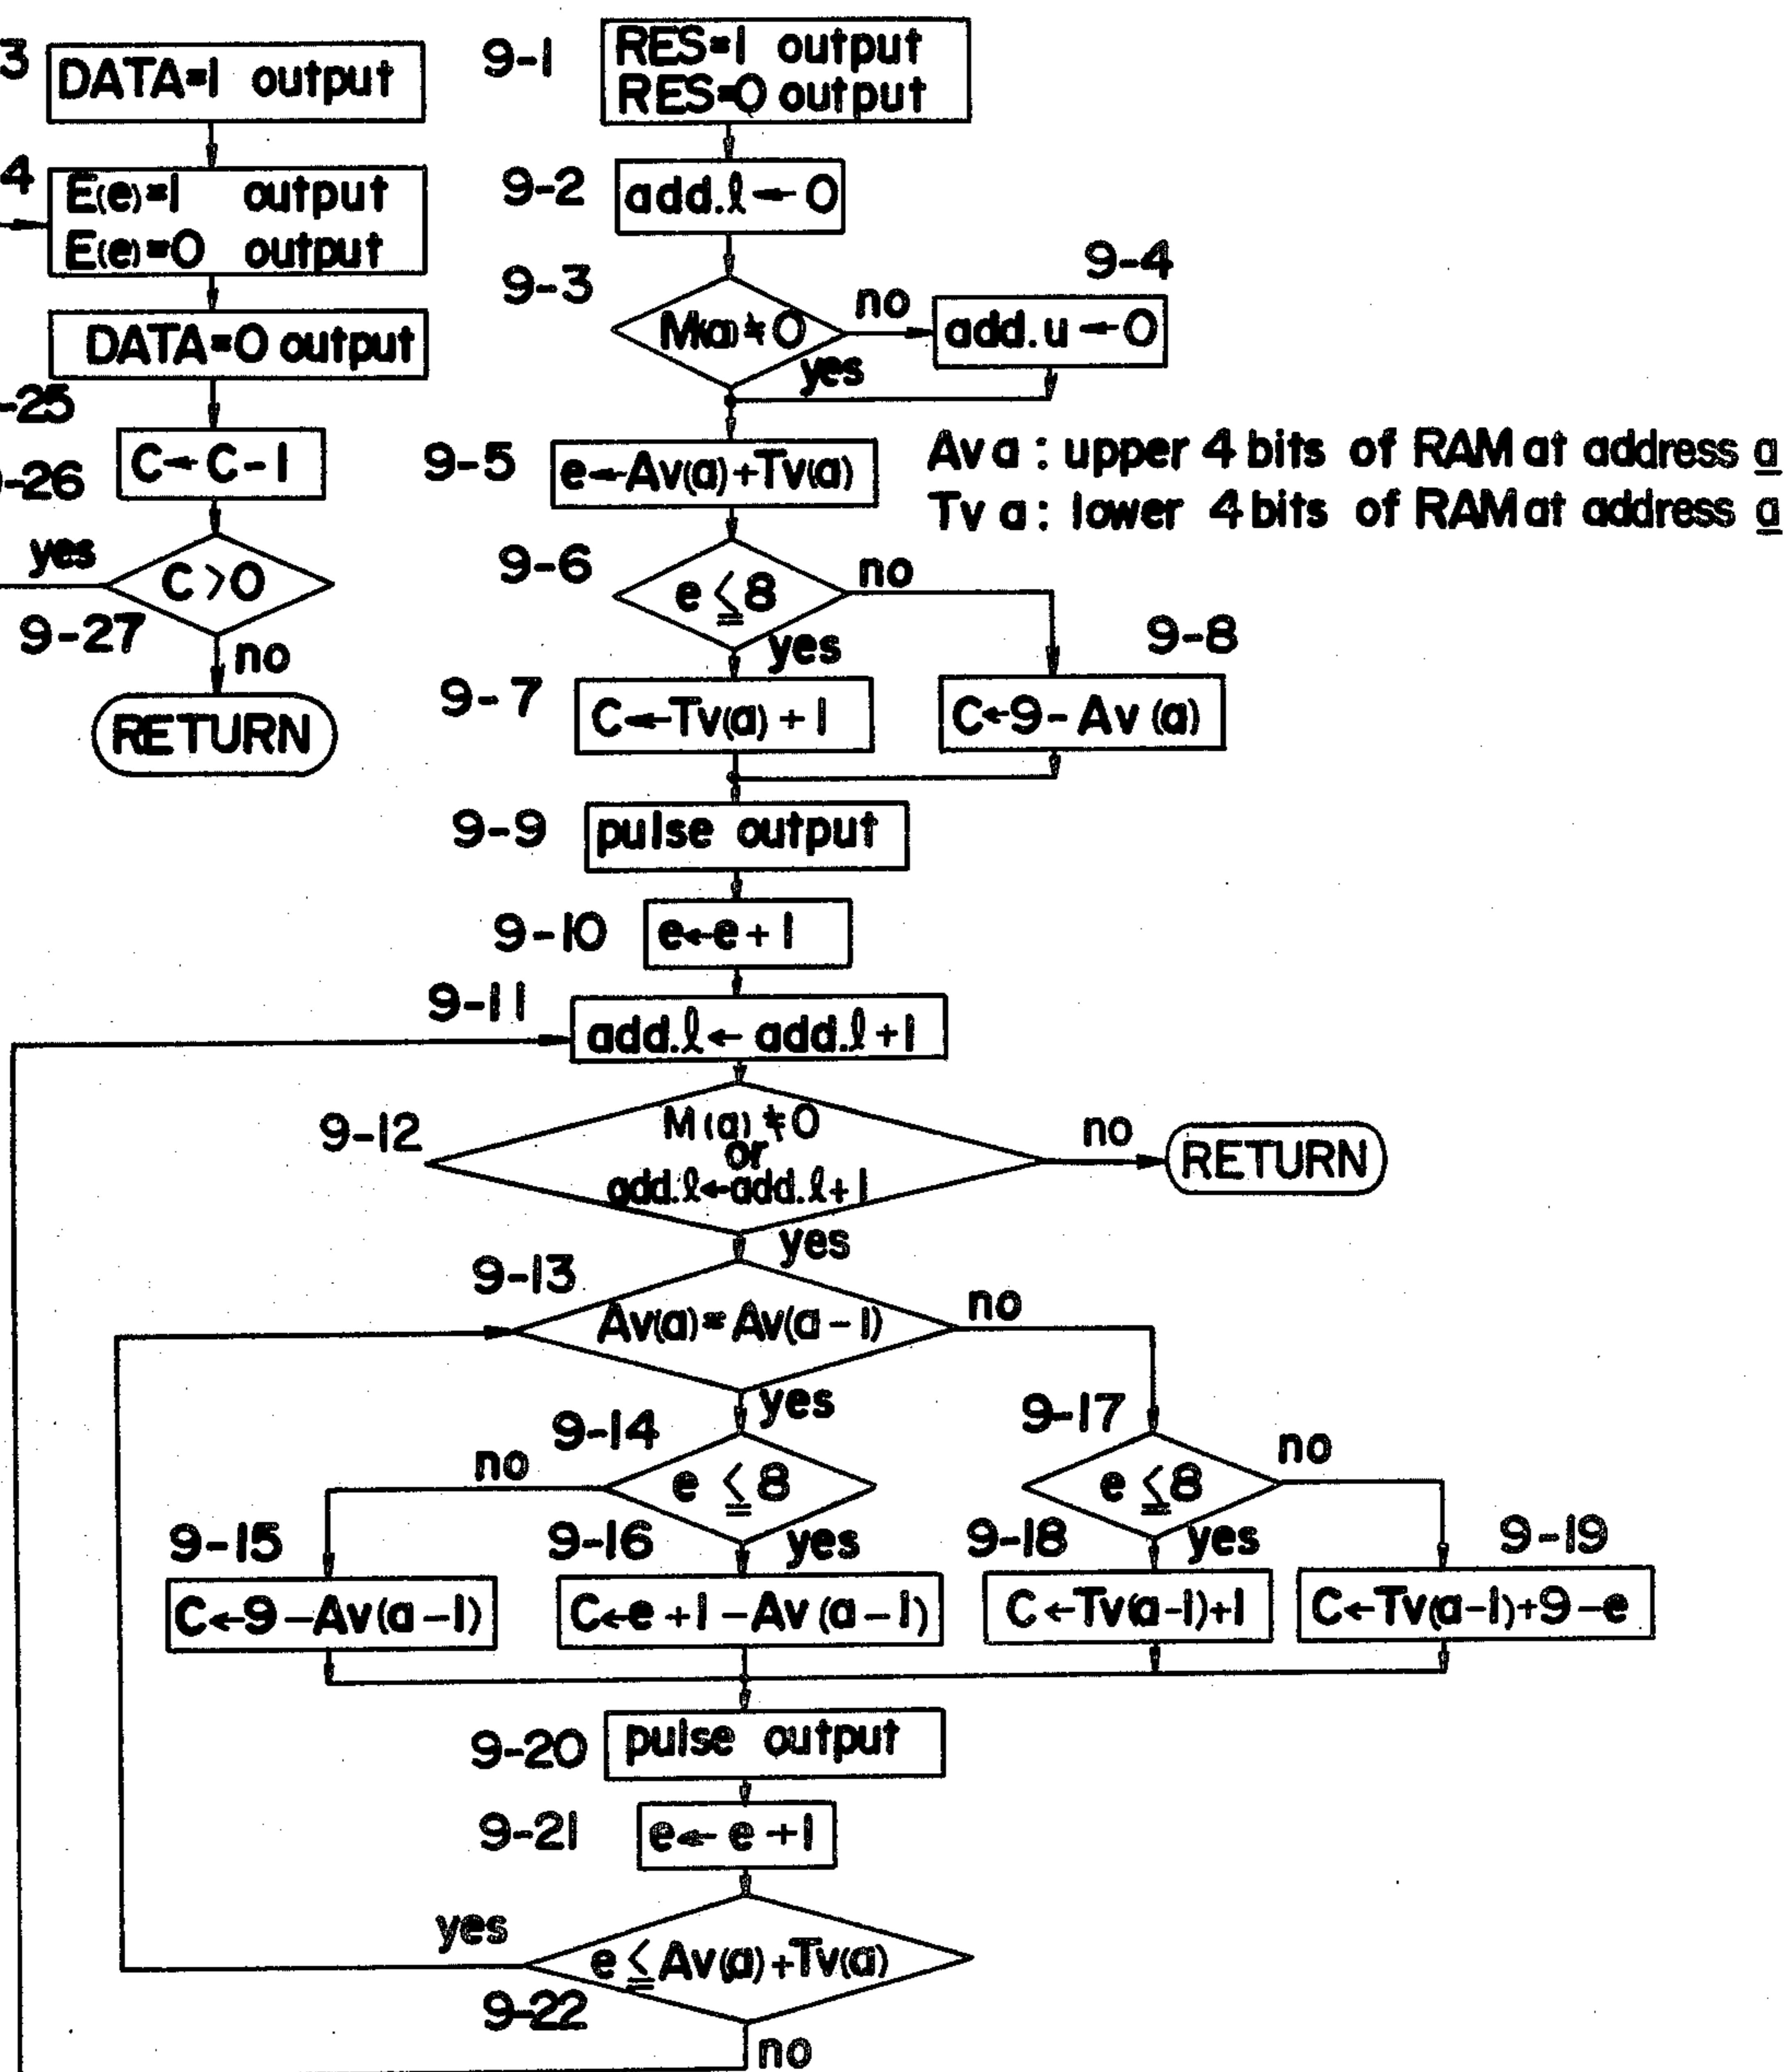 3
DATA=1 output
4
E(e)=1 output
E(e)=0 output
DATA=0 output
-25
C←C-1
-26
C>0
yes
9-27
no
RETURN
9-1
RES=1 output
RES=0 output
9-2
add.ℓ←0
9-3
M(a)≠0
no
yes
9-4
add.u←0
9-5
e←Av(a)+Tv(a)
Av a: upper 4 bits of RAM at address a
Tv a: lower 4 bits of RAM at address a
9-6
e≦8
no
yes
9-7
C←Tv(a)+1
9-8
C←9-Av(a)
9-9
pulse output
9-10
e←e+1
9-11
add.ℓ←add.ℓ+1
9-12
M(a)≠0
or
add.ℓ←add.ℓ+1
no
RETURN
yes
9-13
Av(a)=Av(a-1)
no
yes
9-14
e≦8
no
yes
9-17
e≦8
no
yes
9-15
C←9-Av(a-1)
9-16
C←e+1-Av(a-1)
9-18
C←Tv(a-1)+1
9-19
C←Tv(a-1)+9-e
9-20
pulse output
9-21
e←e+1
yes
e≦Av(a)+Tv(a)
9-22
no